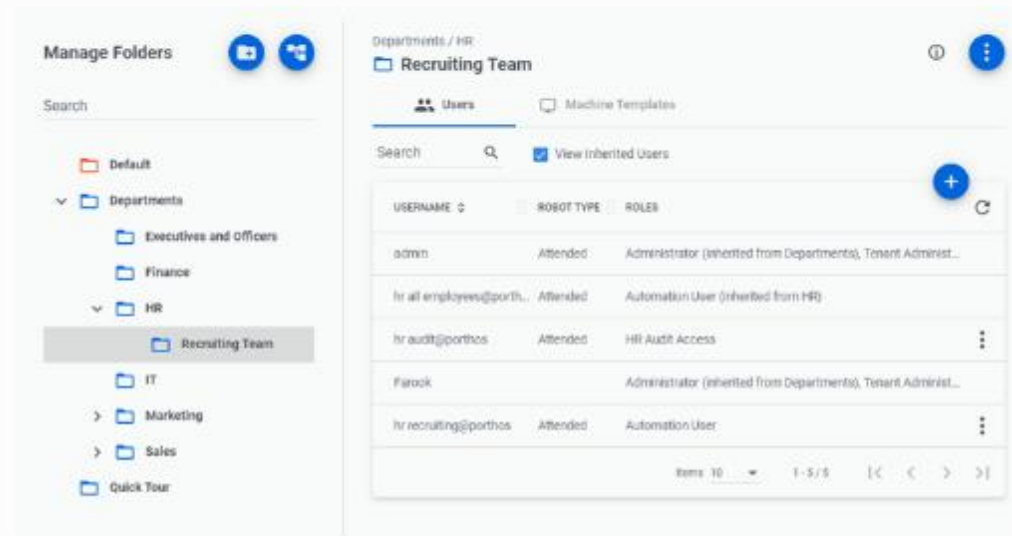 Manage Folders
Search
Default
Departments
Executives and Officers
Finance
HR
Recruiting Team
IT
Marketing
Sales
Quick Tour
Departments / HR
Recruiting Team
Users Machine Templates
Search View Inherited Users
USERNAME ROBOT TYPE ROLES
admin Attended Administrator (inherited from Departments), Tenant Administ...
hr all employees@porth... Attended Automation User (inherited from HR)
hr audit@porthos Attended HR Audit Access
Farook Administrator (inherited from Departments), Tenant Administ...
hr recruiting@porthos Attended Automation User
Items 10 1 - 5 / 5